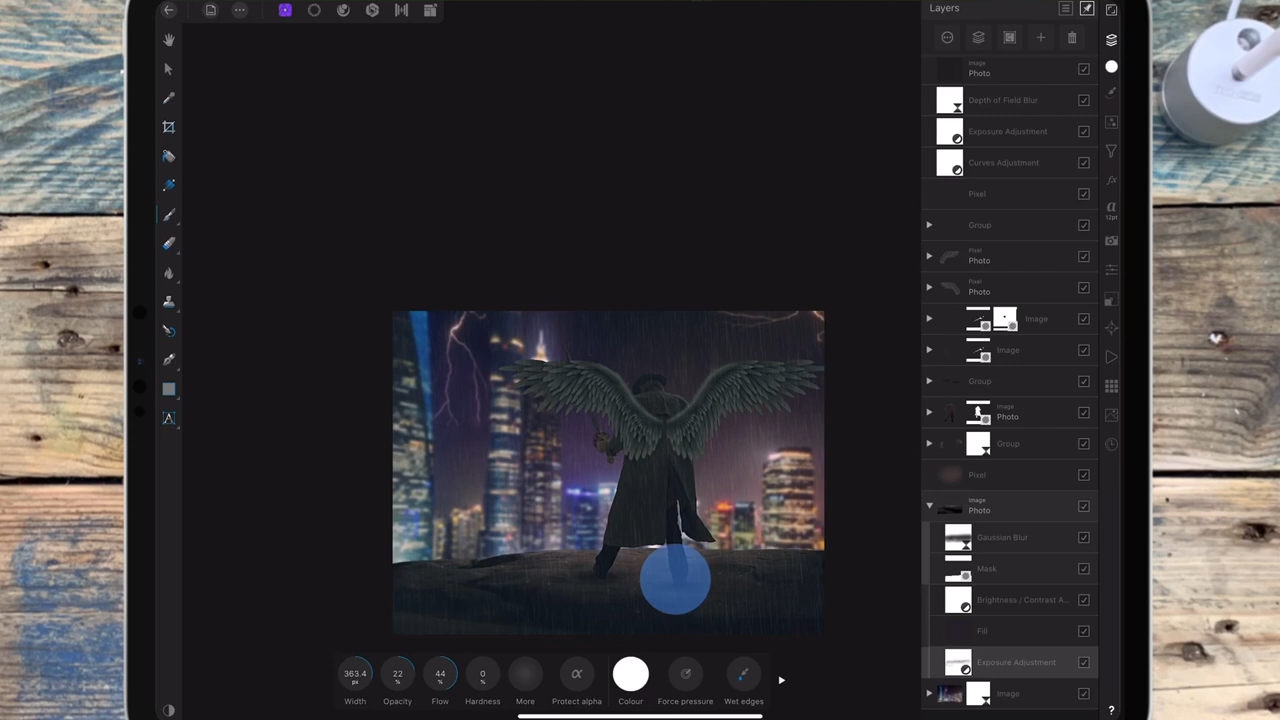 Layers
Image
Photo
Depth of Field Blur
Exposure Adjustment
Curves Adjustment
Pixel
Group
Pixel
Photo
Pixel
Photo
Image
Image
Group
Image
Photo
Group
Pixel
Image
Photo
Gaussian Blur
Mask
Brightness / Contrast A...
Fill
Exposure Adjustment
Image
a
12pt
A
?
363.4
px
22
%
44
%
0
%
α
Width
Opacity
Flow
Hardness
More
Protect alpha
Colour
Force pressure
Wet edges